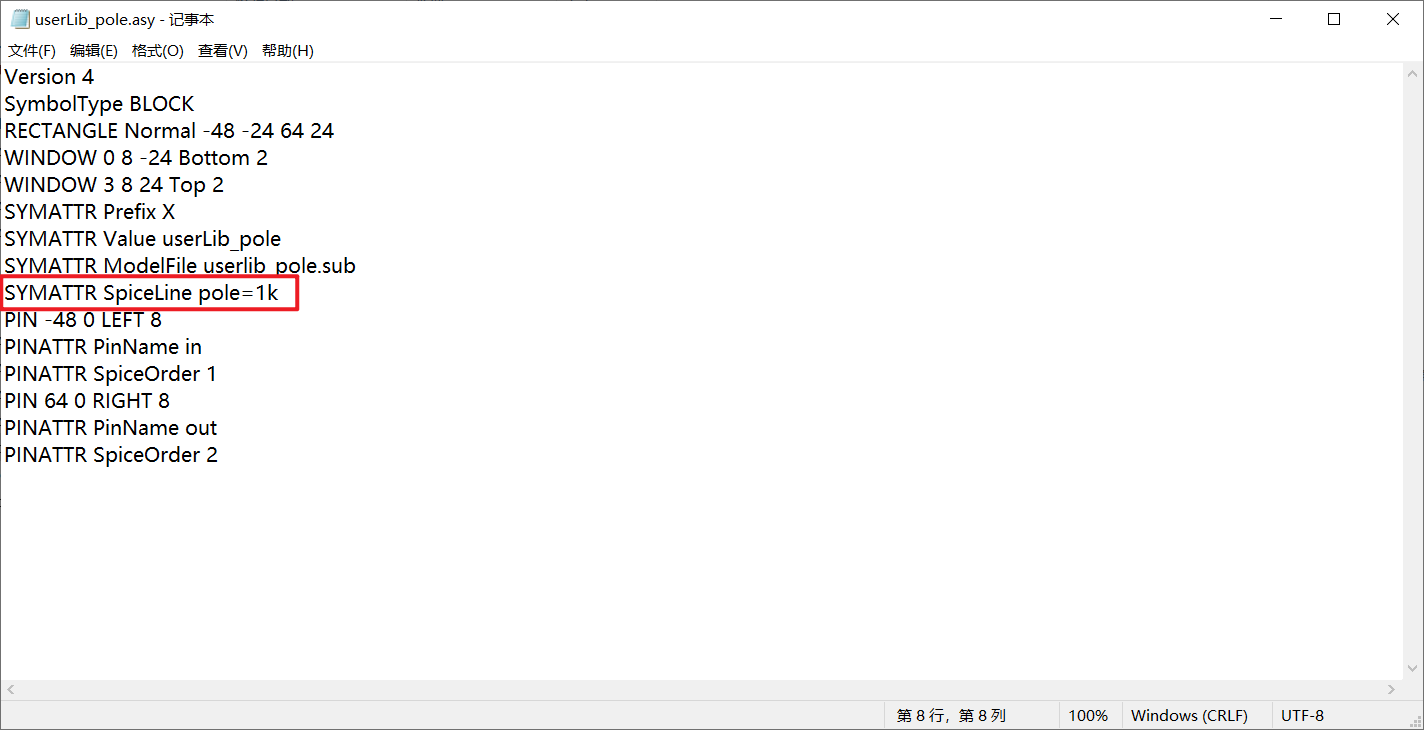 userLib_pole.asy - 记事本
文件(F) 编辑(E) 格式(O) 查看(V) 帮助(H)
Version 4
SymbolType BLOCK
RECTANGLE Normal -48 -24 64 24
WINDOW 0 8 -24 Bottom 2
WINDOW 3 8 24 Top 2
SYMATTR Prefix X
SYMATTR Value userLib_pole
SYMATTR ModelFile userlib_pole.sub
SYMATTR SpiceLine pole=1k
PIN -48 0 LEFT 8
PINATTR PinName in
PINATTR SpiceOrder 1
PIN 64 0 RIGHT 8
PINATTR PinName out
PINATTR SpiceOrder 2
第 8 行，第 8 列 100% Windows (CRLF) UTF-8